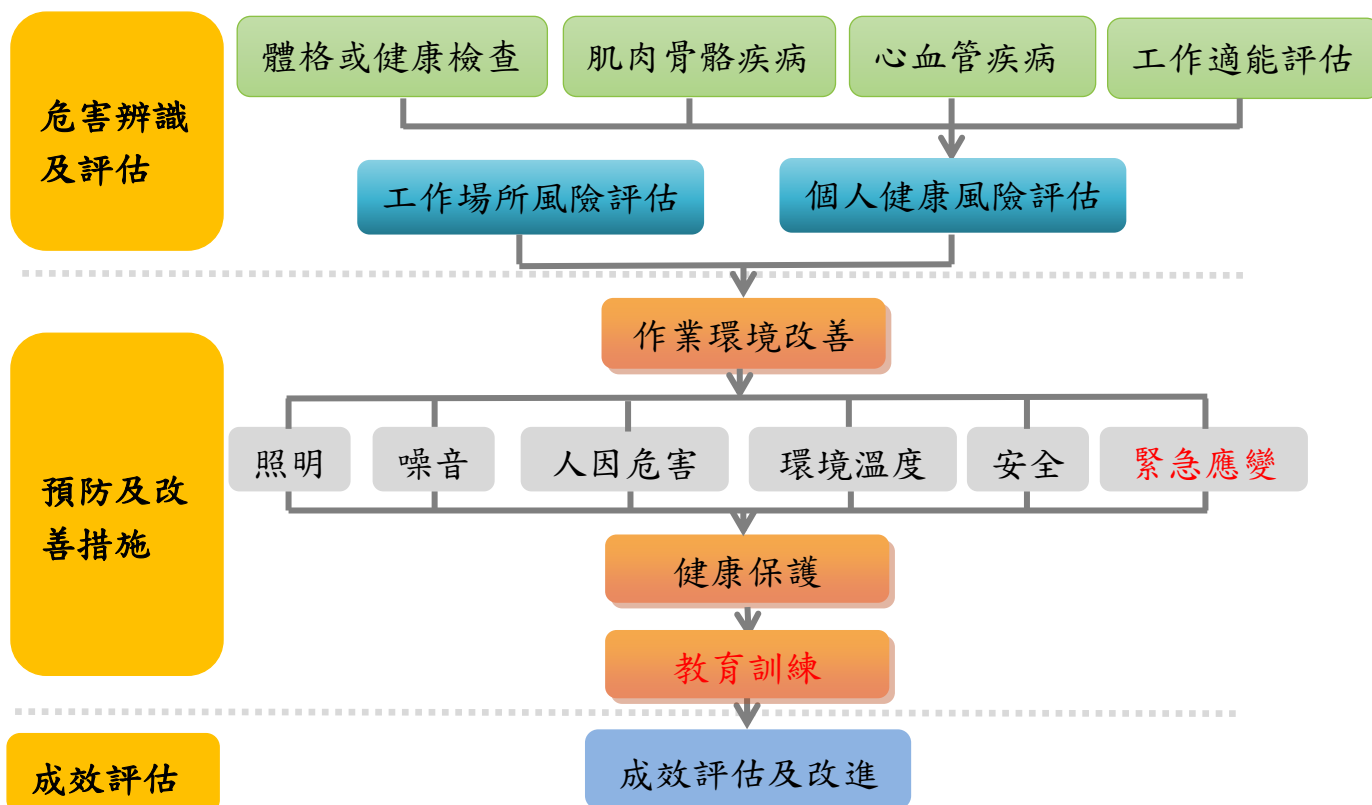 危害辨識
及評估
體格或健康檢查
肌肉骨骼疾病
心血管疾病
工作適能評估
工作場所風險評估
個人健康風險評估
預防及改
善措施
作業環境改善
照明
噪音
人因危害
環境溫度
安全
緊急應變
健康保護
教育訓練
成效評估
成效評估及改進